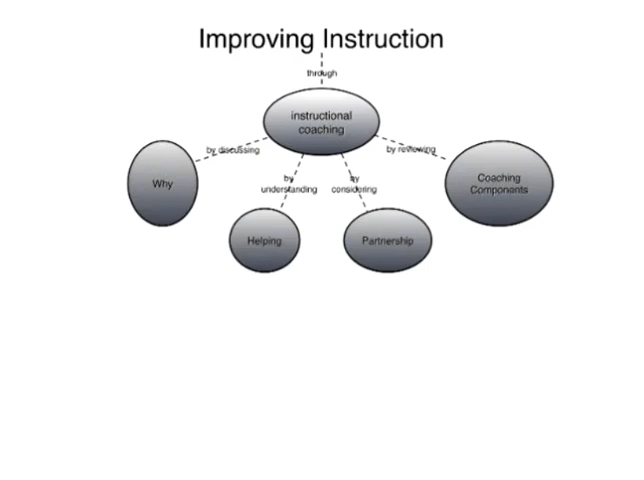 Improving Instruction
through
instructional
coaching
by discussing
by reviewing
Why
by
understanding
by
considering
Coaching
Components
Helping
Partnership